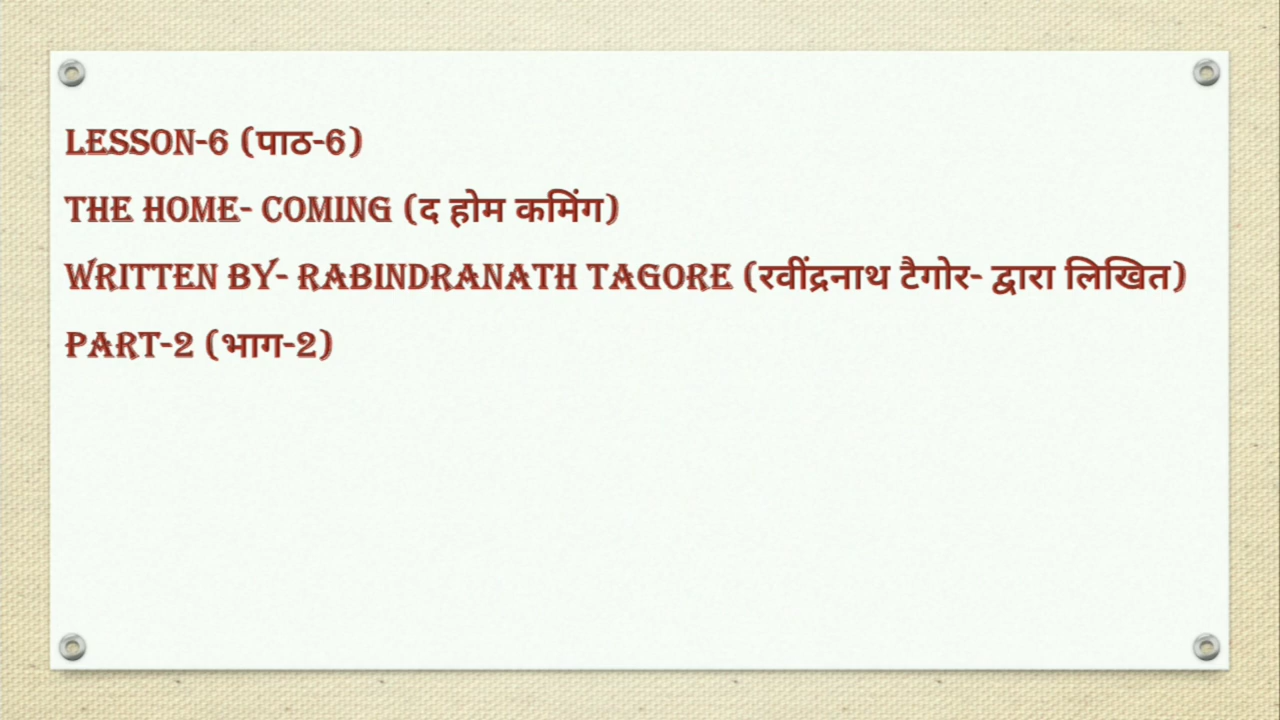 LESSON-6 (पाठ-6)
THE HOME- COMING (द होम कमिंग)
WRITTEN BY- RABINDRANATH TAGORE (रवींद्रनाथ टैगोर- द्वारा लिखित)
PART-2 (भाग-2)